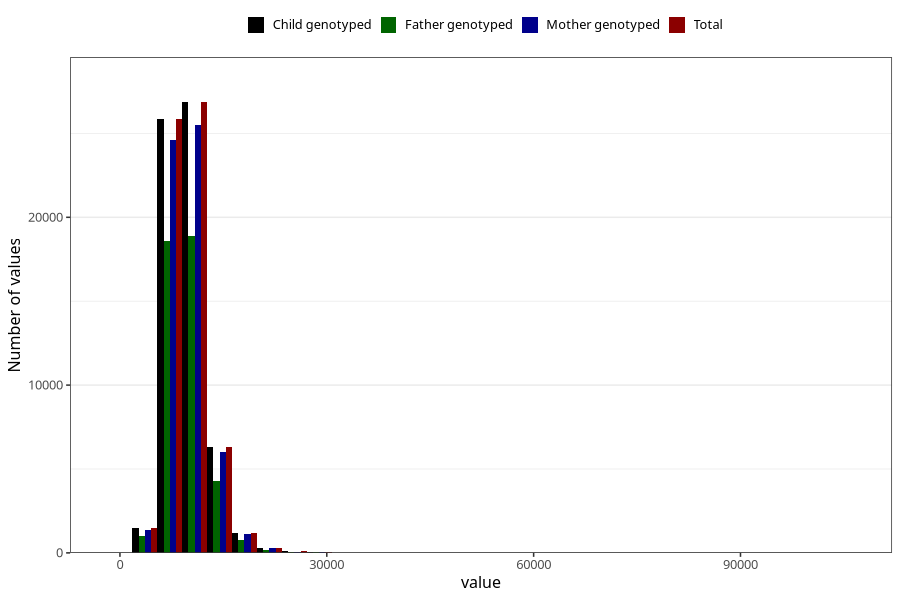 Child genotyped Father genotyped Mother genotyped Total
Number of values
20000
10000
0
0 30000 60000 90000
value